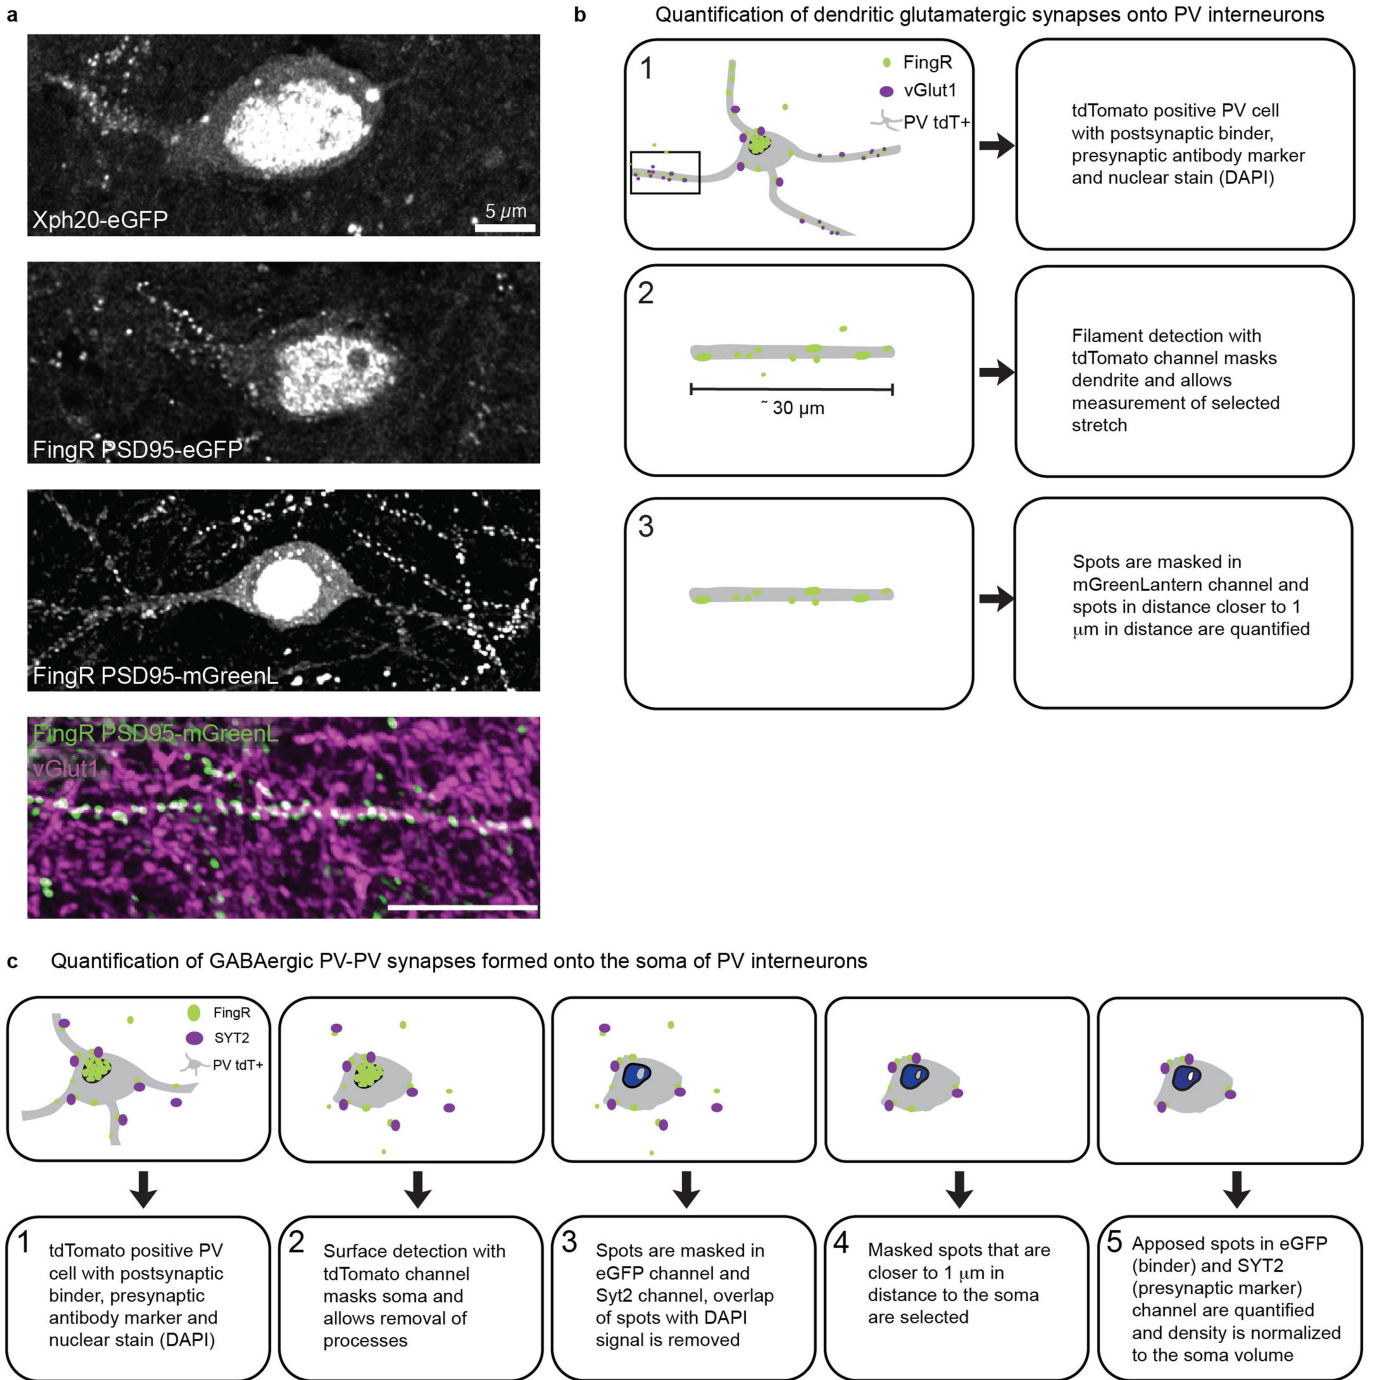 a
Xph20-eGFP
5 µm
FingR PSD95-eGFP
FingR PSD95-mGreenL
FingR PSD95-mGreenL
vGlut1
b
Quantification of dendritic glutamatergic synapses onto PV interneurons
1
FingR
vGlut1
PV tdT+
tdTomato positive PV cell
with postsynaptic binder,
presynaptic antibody marker
and nuclear stain (DAPI)
2
˜ 30 µm
Filament detection with
tdTomato channel masks
dendrite and allows
measurement of selected
stretch
3
Spots are masked in
mGreenLantern channel and
spots in distance closer to 1
µm in distance are quantified
c
Quantification of GABAergic PV-PV synapses formed onto the soma of PV interneurons
FingR
SYT2
PV tdT+
1
tdTomato positive PV
cell with postsynaptic
binder, presynaptic
antibody marker and
nuclear stain (DAPI)
2
Surface detection with
tdTomato channel
masks soma and
allows removal of
processes
3
Spots are masked in
eGFP channel and
Syt2 channel, overlap
of spots with DAPI
signal is removed
4
Masked spots that are
closer to 1 µm in
distance to the soma
are selected
5
Apposed spots in eGFP
(binder) and SYT2
(presynaptic marker)
channel are quantified
and density is normalized
to the soma volume